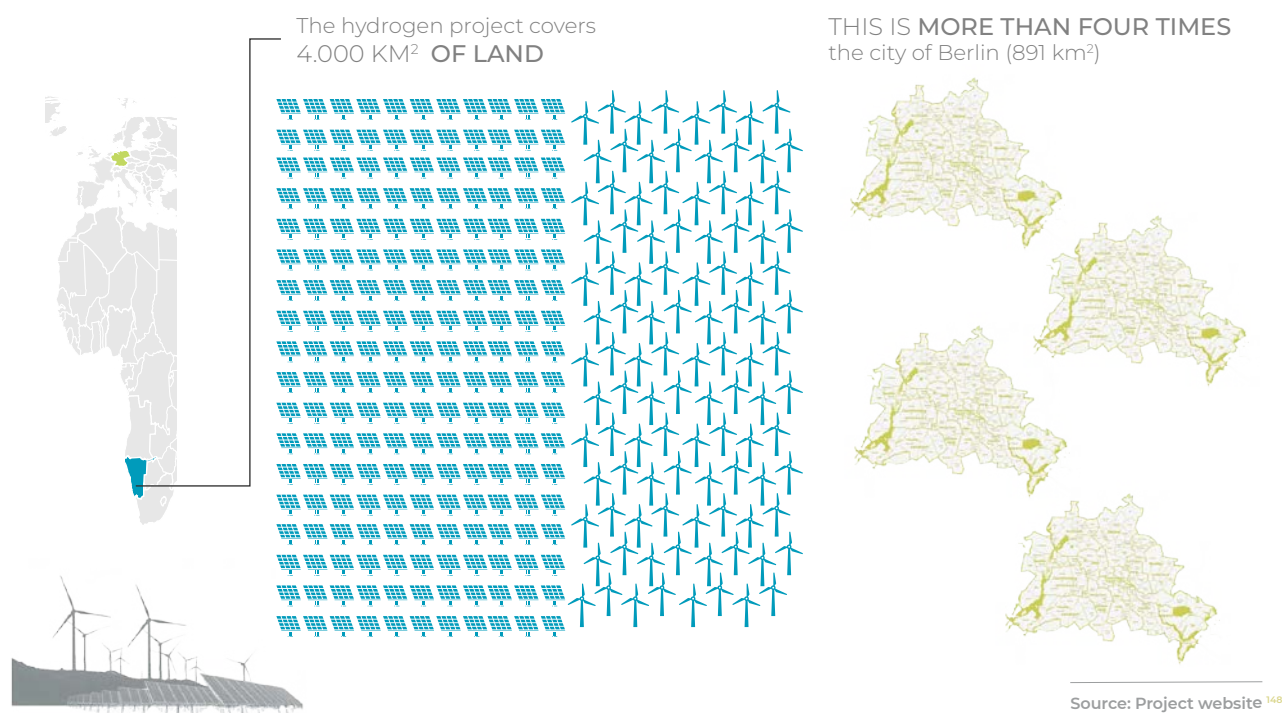 The hydrogen project covers
4.000 KM² OF LAND
THIS IS MORE THAN FOUR TIMES
the city of Berlin (891 km²)
Source: Project website 148